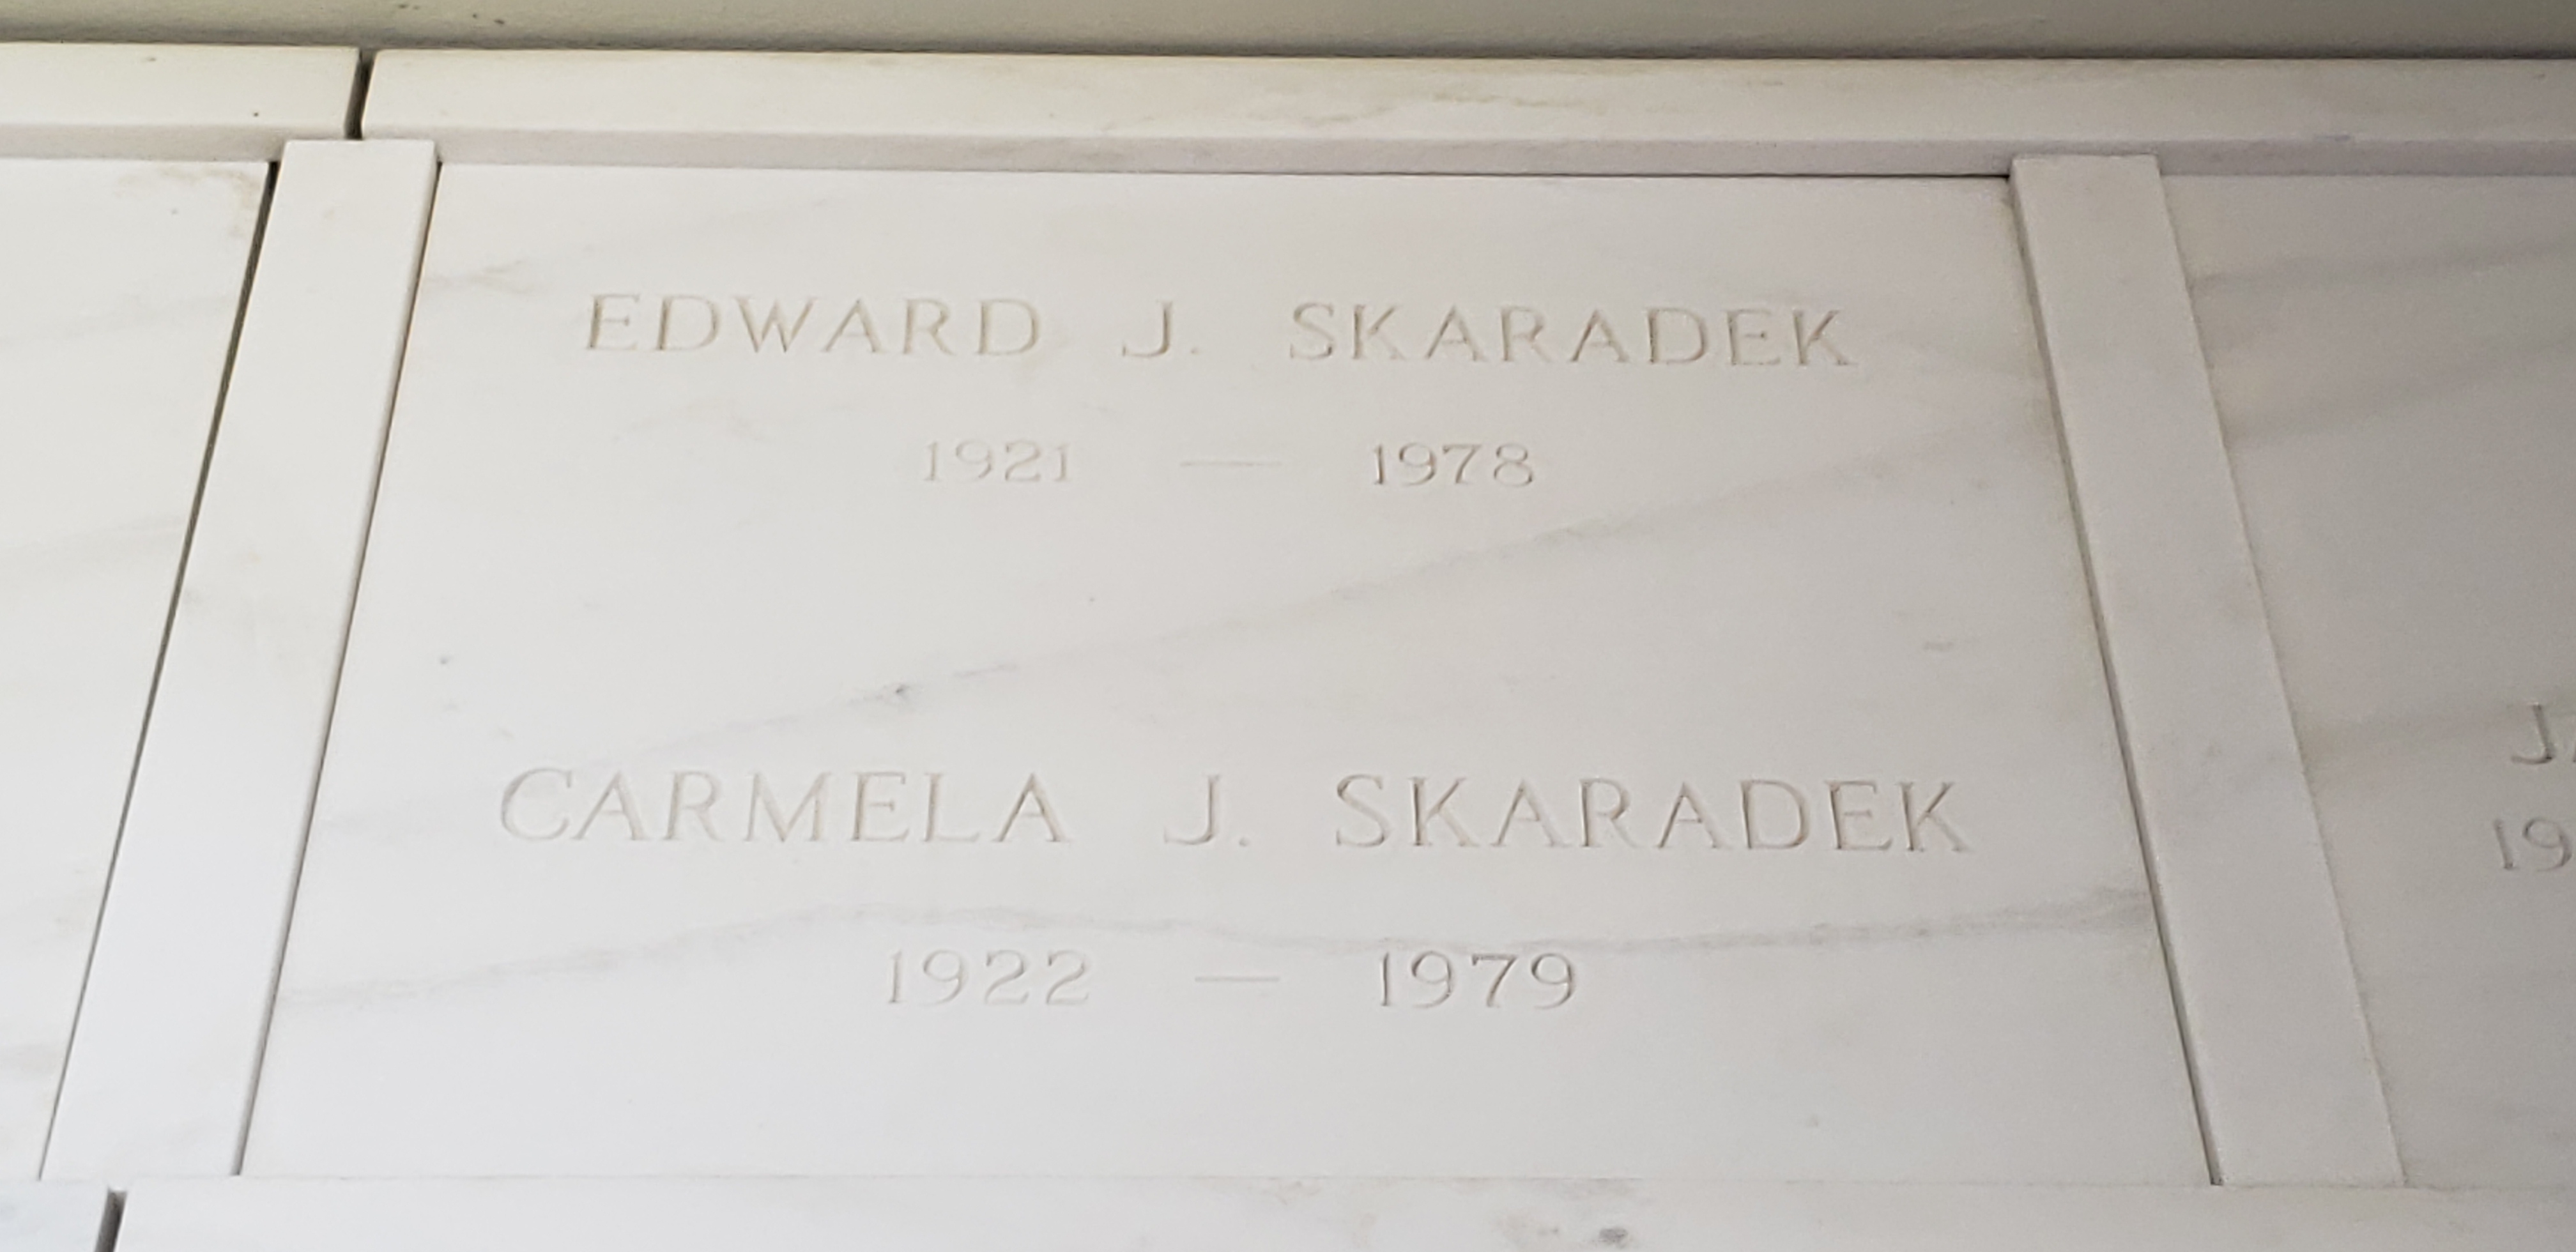 EDWARD J. SKARADEK
1921 — 1978
CARMELA J. SKARADEK
1922 — 1979